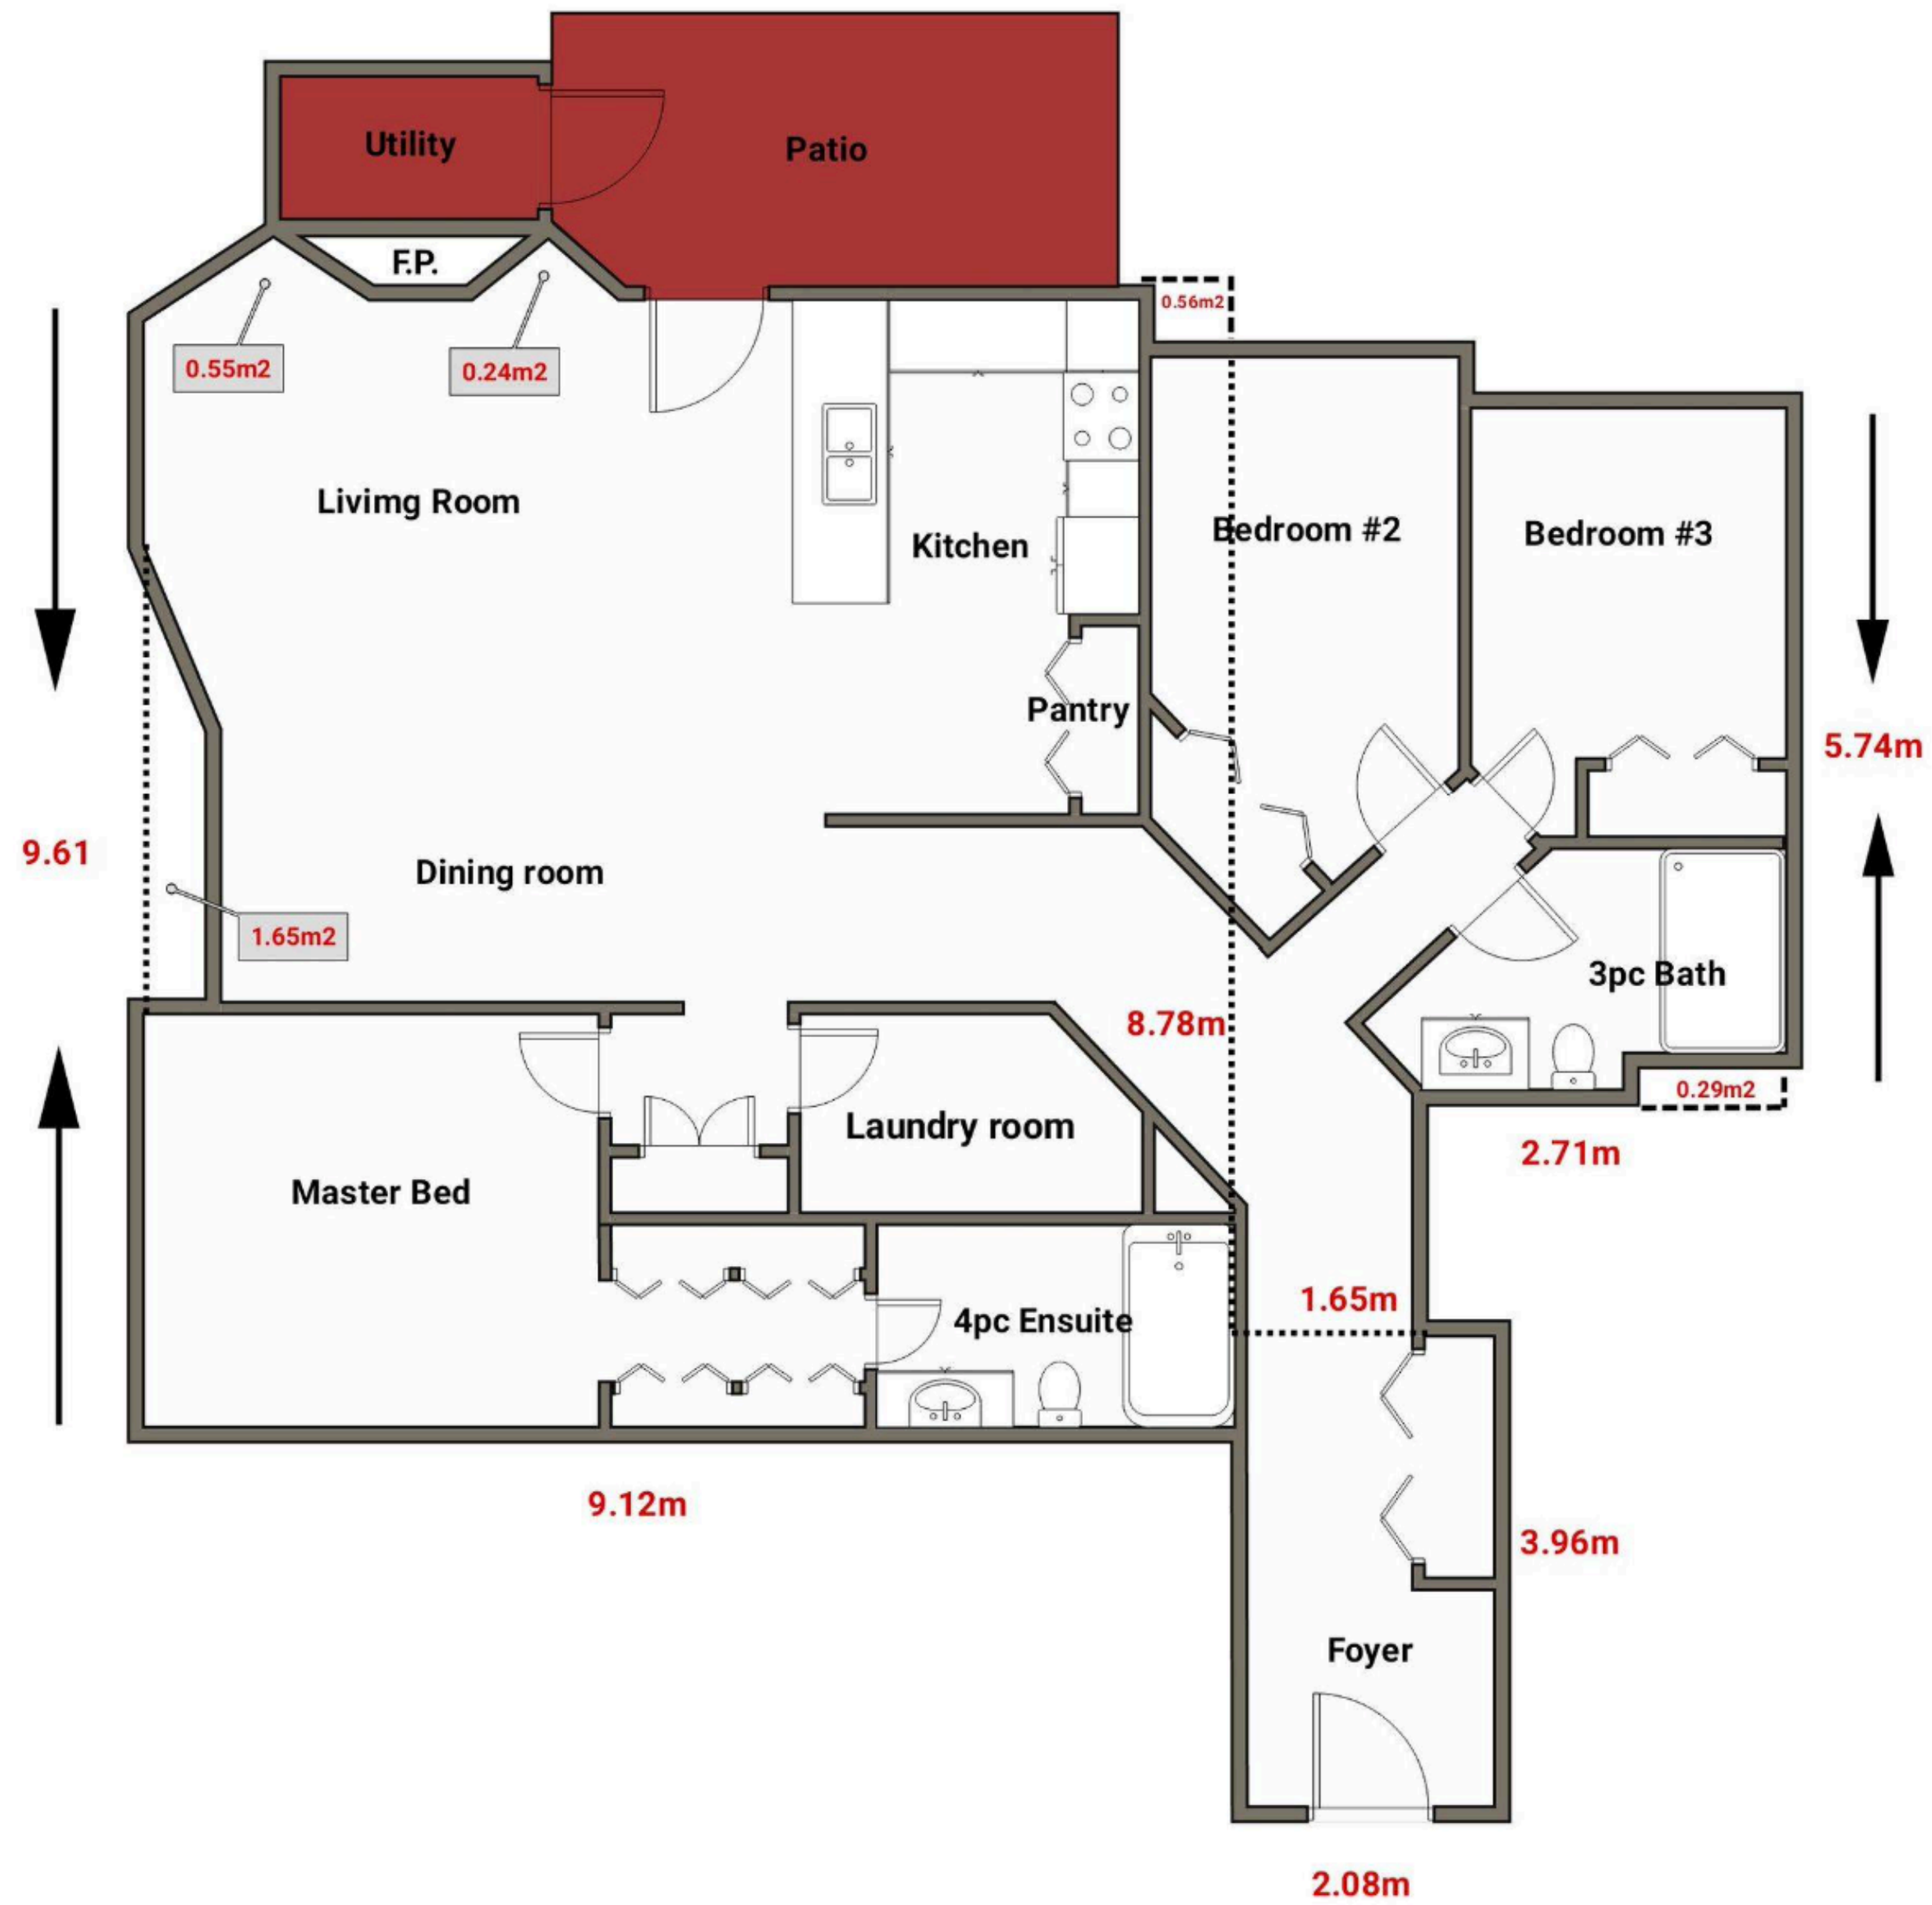 Utility
Patio
F.P.
0.56m2
0.55m2
0.24m2
Livimg Room
Kitchen
Bedroom #2
Bedroom #3
Pantry
5.74m
9.61
Dining room
1.65m2
3pc Bath
8.78m
0.29m2
Laundry room
2.71m
Master Bed
1.65m
4pc Ensuite
9.12m
3.96m
Foyer
2.08m